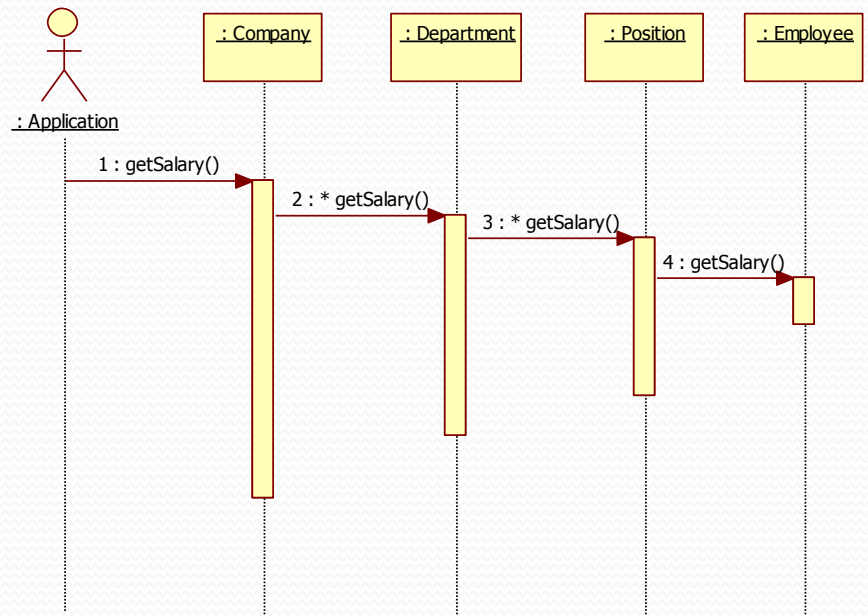 : Company
: Department
: Position
: Employee
: Application
1 : getSalary()
2 : * getSalary()
3 : * getSalary()
4 : getSalary()